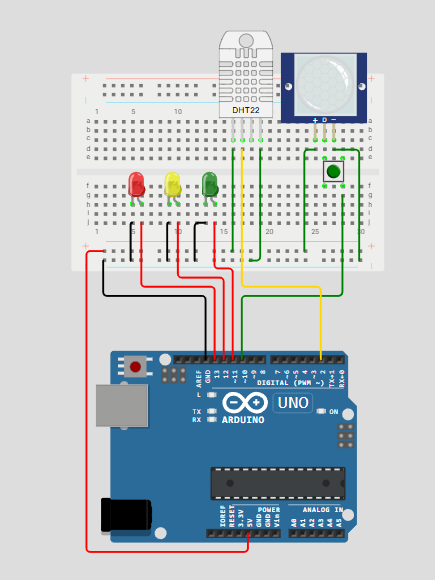 DHT22
+ D −
1 5 10
a
b
c
d
e
f
g
h
i
j
1 5 15 20 25 30
AREF
GND
13
12
~11
~10
~9
8
7
~6
~5
4
~3
2
TX→1
RX←0
DIGITAL (PWM ~)
L
TX
RX
UNO
ON
ARDUINO
IOREF
RESET
3.3V
5V
GND
GND
Vin
POWER
ANALOG IN
A0
A1
A2
A3
A4
A5